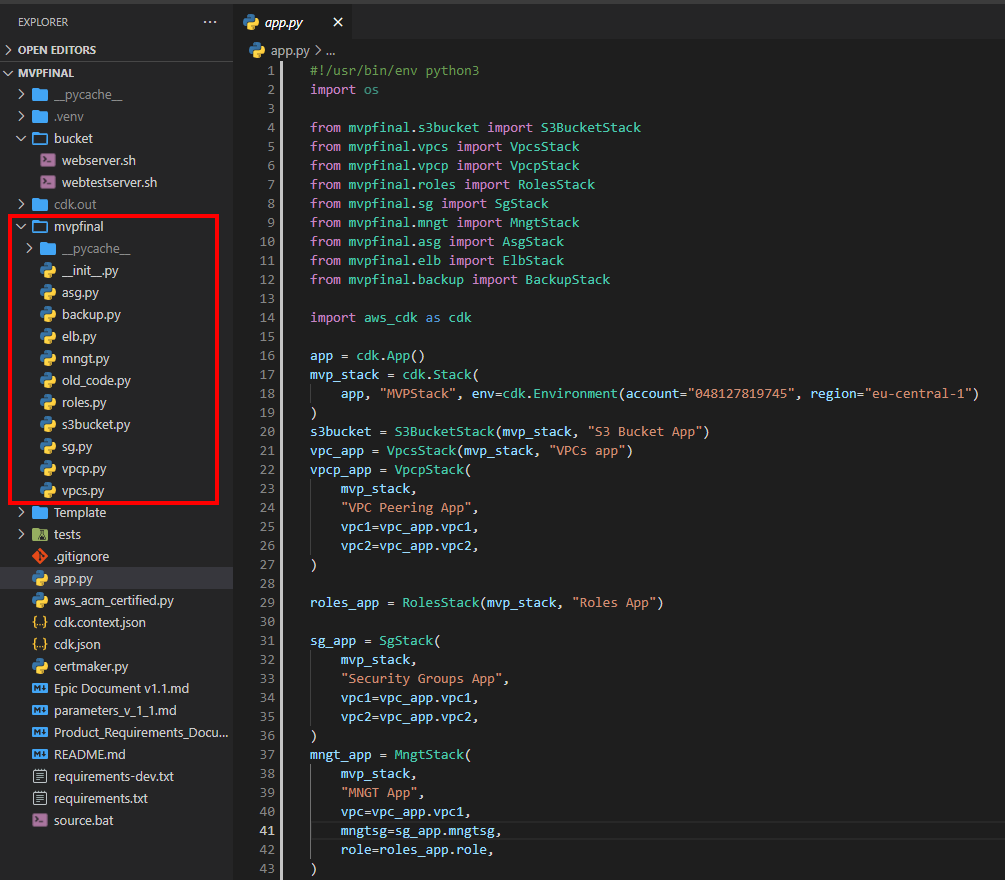 EXPLORER
...
OPEN EDITORS
MVPFINAL
__pycache__
.venv
bucket
webserver.sh
webtestserver.sh
cdk.out
mvpfinal
__pycache__
__init__.py
asg.py
backup.py
elb.py
mngt.py
old_code.py
roles.py
s3bucket.py
sg.py
vpcp.py
vpcs.py
Template
tests
.gitignore
app.py
aws_acm_certified.py
cdk.context.json
cdk.json
certmaker.py
Epic Document v1.1.md
parameters_v_1_1.md
Product_Requirements_Docu...
README.md
requirements-dev.txt
requirements.txt
source.bat
app.py
app.py > ...
1 #!/usr/bin/env python3
2 import os
3
4 from mvpfinal.s3bucket import S3BucketStack
5 from mvpfinal.vpcs import VpcsStack
6 from mvpfinal.vpcp import VpcpStack
7 from mvpfinal.roles import RolesStack
8 from mvpfinal.sg import SgStack
9 from mvpfinal.mngt import MngtStack
10 from mvpfinal.asg import AsgStack
11 from mvpfinal.elb import ElbStack
12 from mvpfinal.backup import BackupStack
13
14 import aws_cdk as cdk
15
16 app = cdk.App()
17 mvp_stack = cdk.Stack(
18     app, "MVPStack", env=cdk.Environment(account="048127819745", region="eu-central-1")
19 )
20 s3bucket = S3BucketStack(mvp_stack, "S3 Bucket App")
21 vpc_app = VpcsStack(mvp_stack, "VPCs app")
22 vpcp_app = VpcpStack(
23     mvp_stack,
24     "VPC Peering App",
25     vpc1=vpc_app.vpc1,
26     vpc2=vpc_app.vpc2,
27 )
28
29 roles_app = RolesStack(mvp_stack, "Roles App")
30
31 sg_app = SgStack(
32     mvp_stack,
33     "Security Groups App",
34     vpc1=vpc_app.vpc1,
35     vpc2=vpc_app.vpc2,
36 )
37 mngt_app = MngtStack(
38     mvp_stack,
39     "MNGT App",
40     vpc=vpc_app.vpc1,
41     mngtsg=sg_app.mngtsg,
42     role=roles_app.role,
43 )